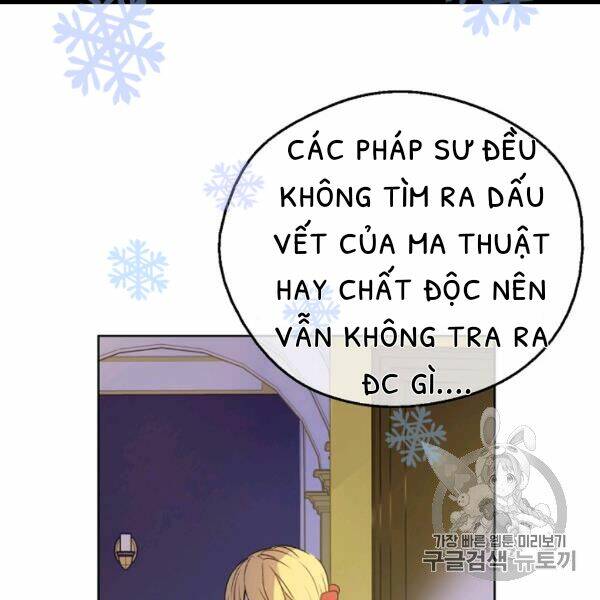 CÁC PHÁP SƯ ĐỀU
KHÔNG TÌM RA DẤU
VẾT CỦA MA THUẬT
HAY CHẤT ĐỘC NÊN
VẪN KHÔNG TRA RA
ĐC GÌ....
가장 빠른 웹툰 미리보기
구글검색 뉴토끼